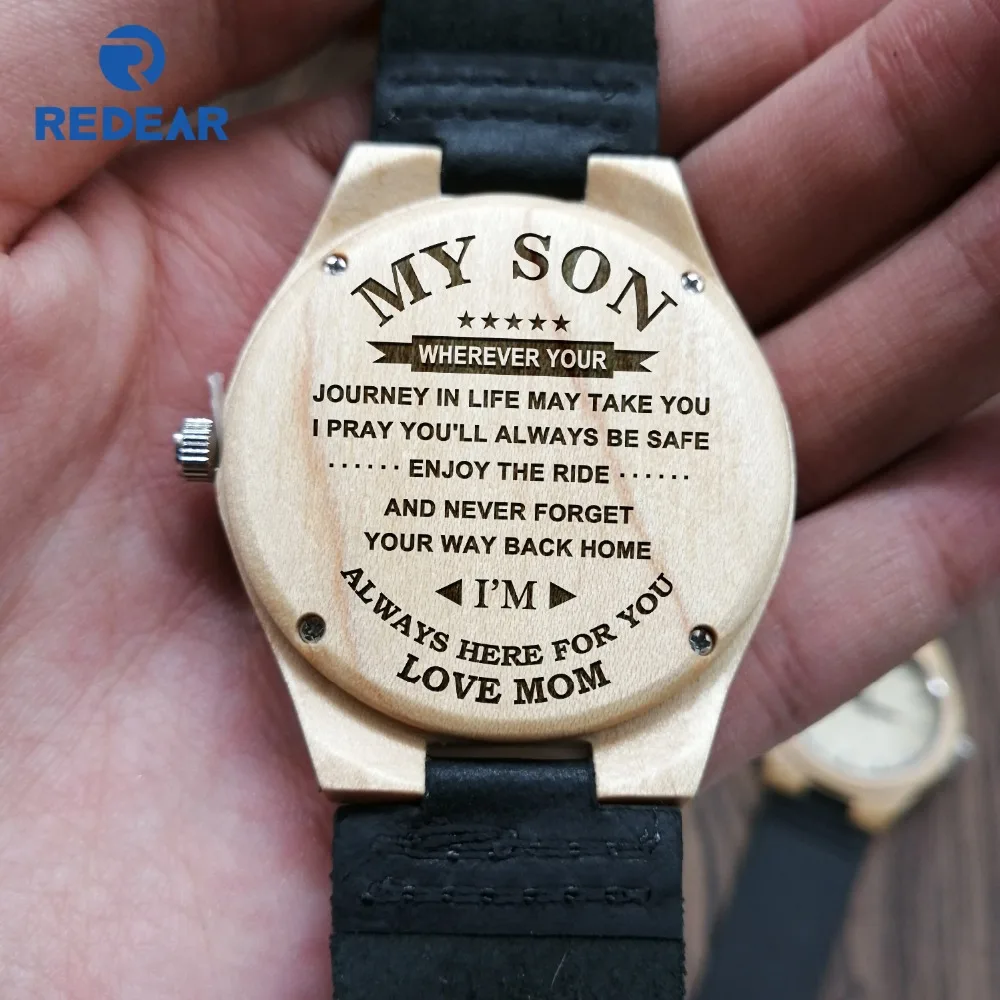 REDEAR
MY SON
WHEREVER YOUR
JOURNEY IN LIFE MAY TAKE YOU
I PRAY YOU'LL ALWAYS BE SAFE
ENJOY THE RIDE
AND NEVER FORGET
YOUR WAY BACK HOME
I'M
ALWAYS HERE FOR YOU
LOVE MOM